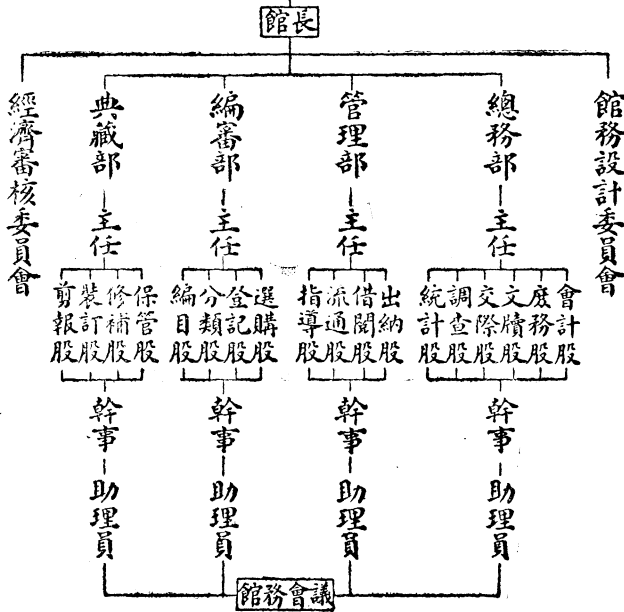 館長
館務設計委員會
總務部
主任
會計股
庶務股
文牘股
交際股
調查股
統計股
幹事
助理員
管理部
主任
出納股
借閱股
流通股
指導股
幹事
助理員
編審部
主任
選購股
登記股
分類股
編目股
幹事
助理員
典藏部
主任
保管股
修補股
裝訂股
剪報股
幹事
助理員
經濟審核委員會
館務會議